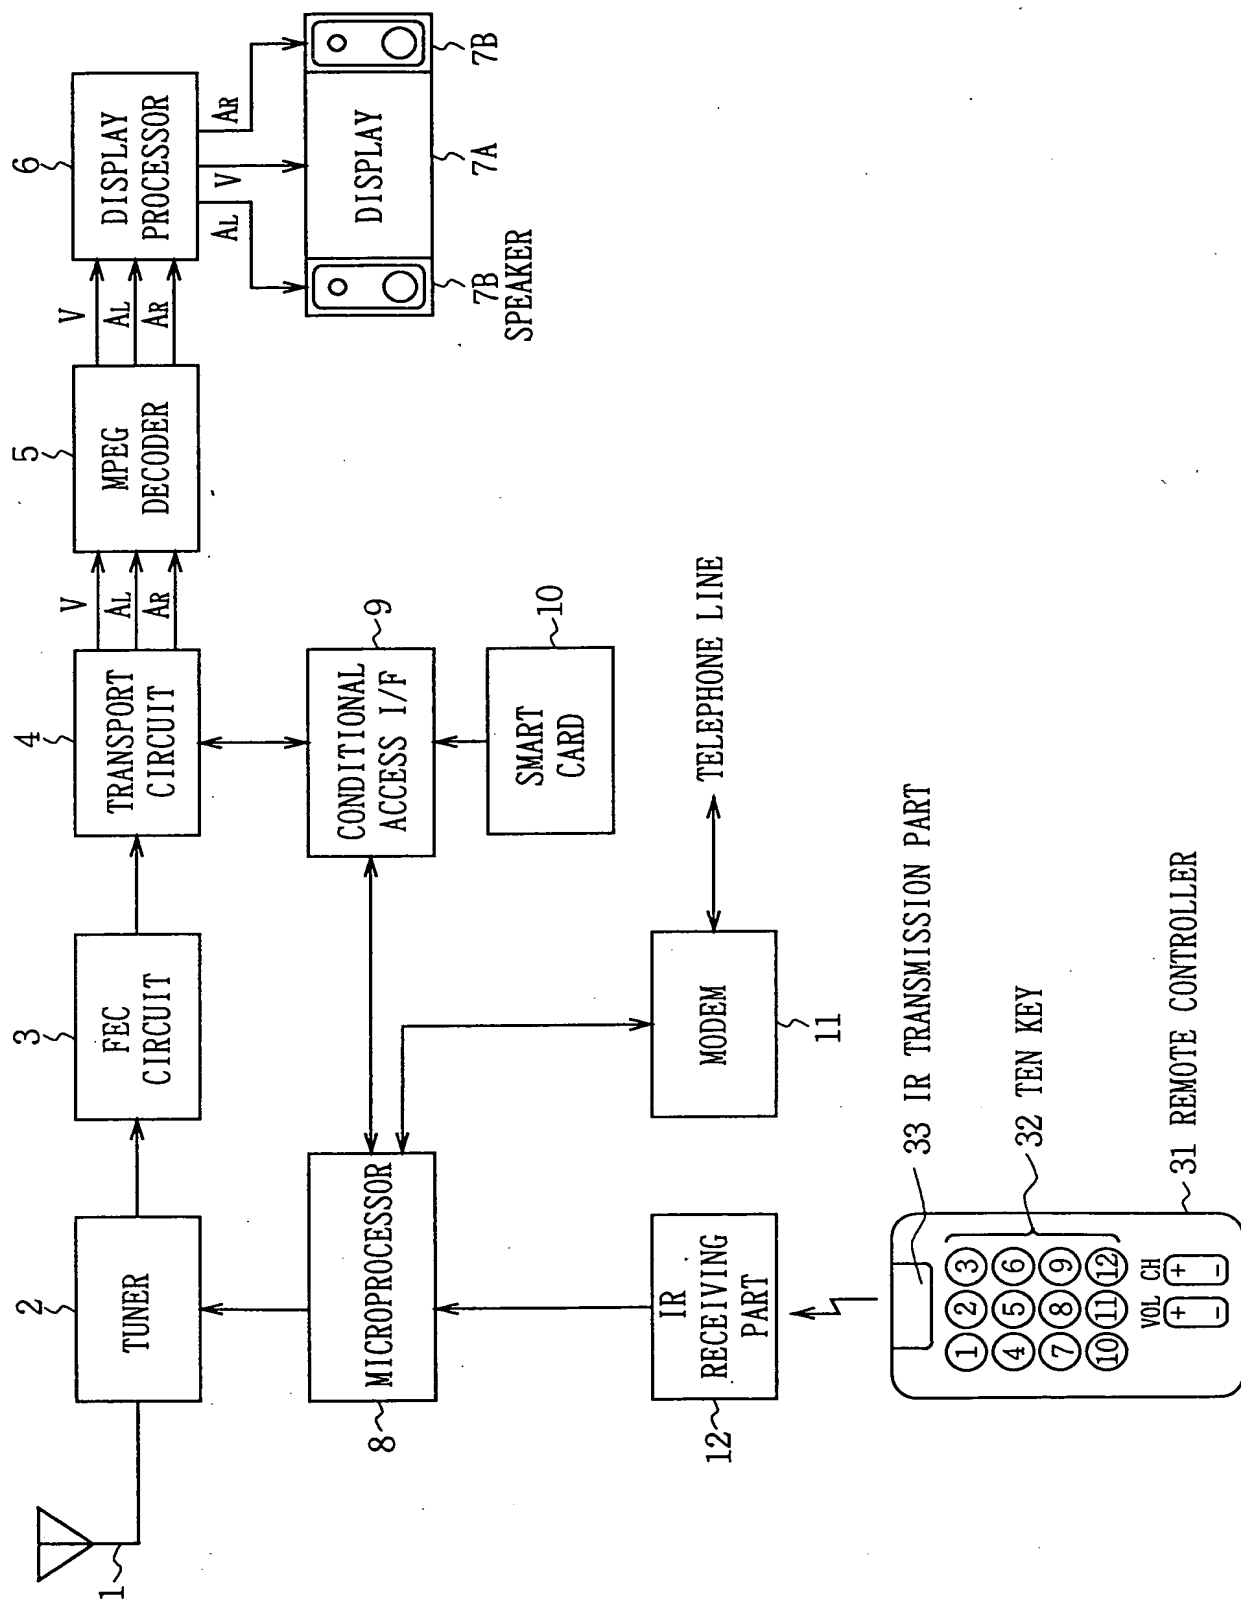 1
2
TUNER
3
FEC
CIRCUIT
4
TRANSPORT
CIRCUIT
V
AL
AR
5
MPEG
DECODER
V
AL
AR
6
DISPLAY
PROCESSOR
AL
V
AR
DISPLAY
7B
SPEAKER
7A
7B
8
MICROPROCESSOR
CONDITIONAL
ACCESS I/F
9
SMART
CARD
10
MODEM
11
TELEPHONE LINE
IR
RECEIVING
PART
12
33 IR TRANSMISSION PART
32 TEN KEY
31 REMOTE CONTROLLER
1 2 3
4 5 6
7 8 9
10 11 12
VOL CH
+ +
- -